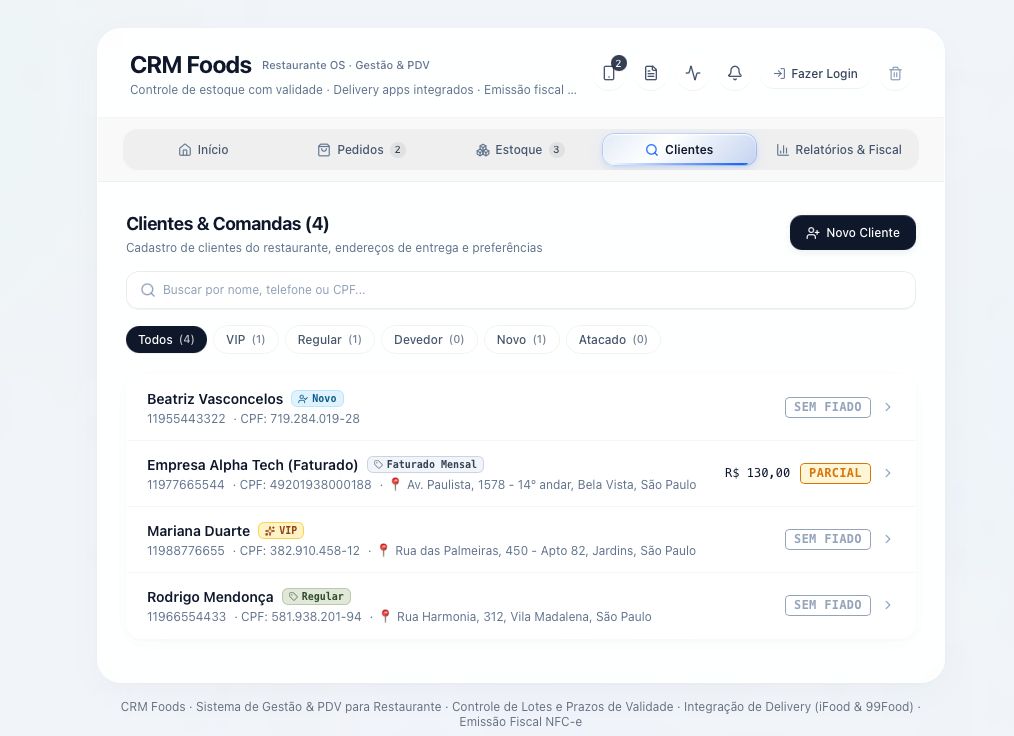 CRM Foods Restaurante OS · Gestão & PDV
Controle de estoque com validade · Delivery apps integrados · Emissão fiscal ...
2
Fazer Login
Início
Pedidos 2
Estoque 3
Clientes
Relatórios & Fiscal
Clientes & Comandas (4)
Cadastro de clientes do restaurante, endereços de entrega e preferências
Novo Cliente
Buscar por nome, telefone ou CPF...
Todos (4)
VIP (1)
Regular (1)
Devedor (0)
Novo (1)
Atacado (0)
Beatriz Vasconcelos Novo
11955443322 · CPF: 719.284.019-28
SEM FIADO
Empresa Alpha Tech (Faturado) Faturado Mensal
11977665544 · CPF: 49201938000188 · 📍 Av. Paulista, 1578 - 14° andar, Bela Vista, São Paulo
R$ 130,00 PARCIAL
Mariana Duarte VIP
11988776655 · CPF: 382.910.458-12 · 📍 Rua das Palmeiras, 450 - Apto 82, Jardins, São Paulo
SEM FIADO
Rodrigo Mendonça Regular
11966554433 · CPF: 581.938.201-94 · 📍 Rua Harmonia, 312, Vila Madalena, São Paulo
SEM FIADO
CRM Foods · Sistema de Gestão & PDV para Restaurante · Controle de Lotes e Prazos de Validade · Integração de Delivery (iFood & 99Food) ·
Emissão Fiscal NFC-e